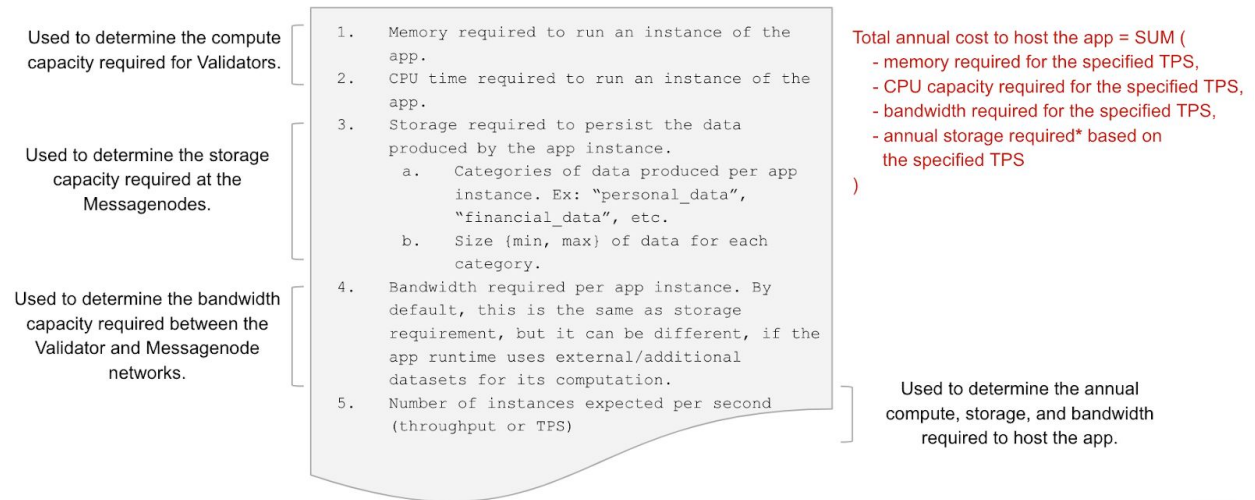 Used to determine the compute
capacity required for Validators.
Used to determine the storage
capacity required at the
Messagenodes.
Used to determine the bandwidth
capacity required between the
Validator and Messagenode
networks.
1. Memory required to run an instance of the
app.
2. CPU time required to run an instance of the
app.
3. Storage required to persist the data
produced by the app instance.
a. Categories of data produced per app
instance. Ex: “personal_data”,
“financial_data”, etc.
b. Size {min, max} of data for each
category.
4. Bandwidth required per app instance. By
default, this is the same as storage
requirement, but it can be different, if the
app runtime uses external/additional
datasets for its computation.
5. Number of instances expected per second
(throughput or TPS)
Total annual cost to host the app = SUM (
- memory required for the specified TPS,
- CPU capacity required for the specified TPS,
- bandwidth required for the specified TPS,
- annual storage required* based on
the specified TPS
)
Used to determine the annual
compute, storage, and bandwidth
required to host the app.